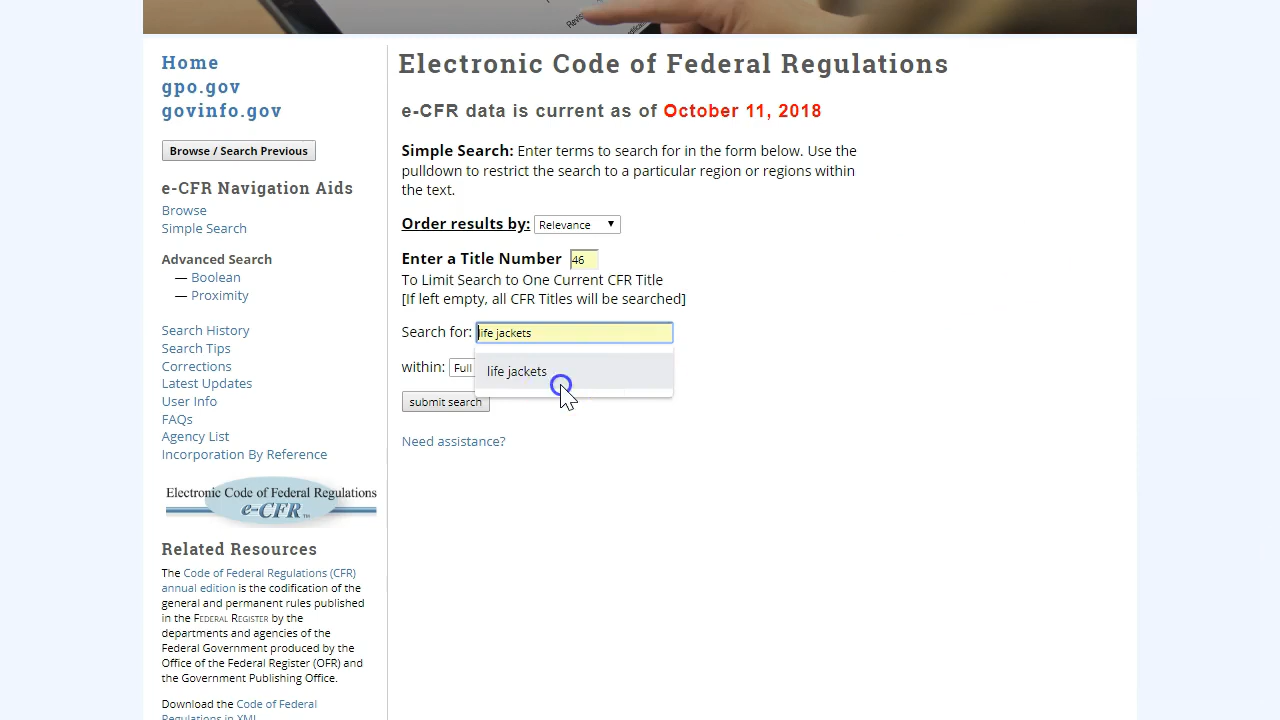 Revis
Home
gpo.gov
govinfo.gov
Browse / Search Previous
e-CFR Navigation Aids
Browse
Simple Search
Advanced Search
— Boolean
— Proximity
Search History
Search Tips
Corrections
Latest Updates
User Info
FAQs
Agency List
Incorporation By Reference
Electronic Code of Federal Regulations
e-CFR TM
Related Resources
The Code of Federal Regulations (CFR)
annual edition is the codification of the
general and permanent rules published
in the Federal Register by the
departments and agencies of the
Federal Government produced by the
Office of the Federal Register (OFR) and
the Government Publishing Office.
Download the Code of Federal
Regulations in XML
Electronic Code of Federal Regulations
e-CFR data is current as of October 11, 2018
Simple Search: Enter terms to search for in the form below. Use the
pulldown to restrict the search to a particular region or regions within
the text.
Order results by: Relevance
Enter a Title Number 46
To Limit Search to One Current CFR Title
[If left empty, all CFR Titles will be searched]
Search for: life jackets
within: Full
life jackets
submit search
Need assistance?